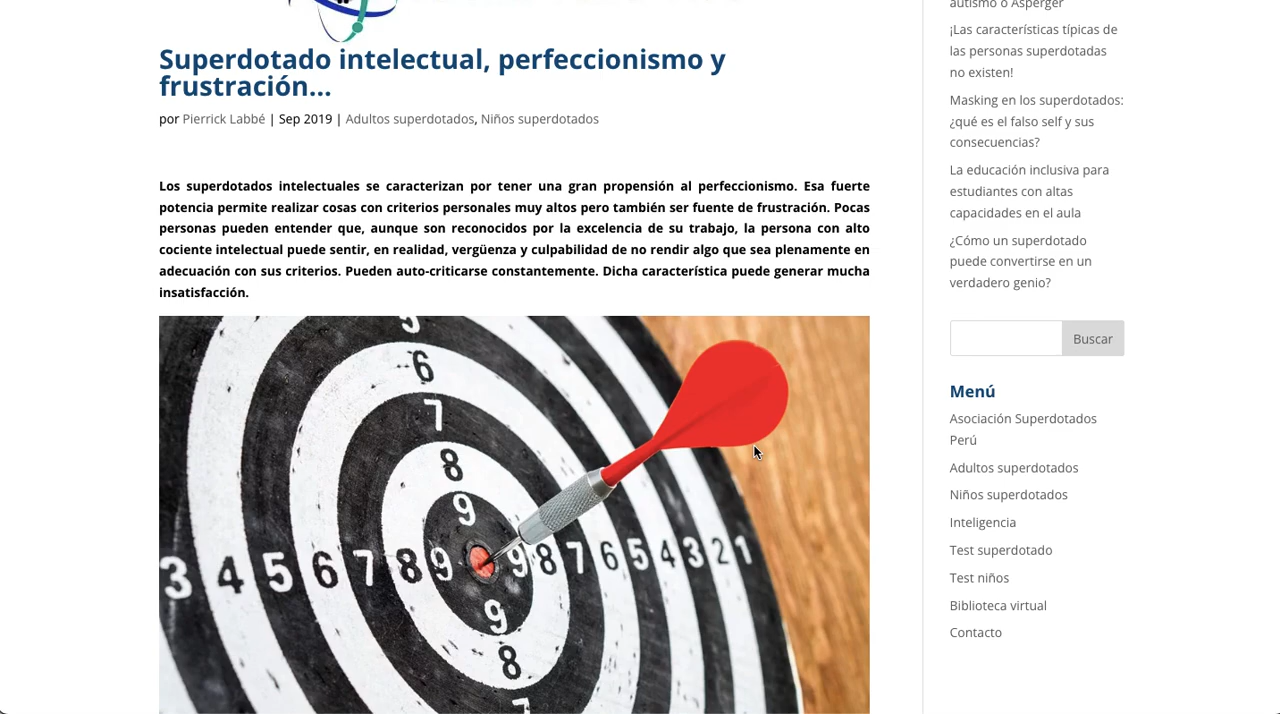 Superdotado intelectual, perfeccionismo y
frustración...
por Pierrick Labbé | Sep 2019 | Adultos superdotados, Niños superdotados
Los superdotados intelectuales se caracterizan por tener una gran propensión al perfeccionismo. Esa fuerte
potencia permite realizar cosas con criterios personales muy altos pero también ser fuente de frustración. Pocas
personas pueden entender que, aunque son reconocidos por la excelencia de su trabajo, la persona con alto
cociente intelectual puede sentir, en realidad, vergüenza y culpabilidad de no rendir algo que sea plenamente en
adecuación con sus criterios. Pueden auto-criticarse constantemente. Dicha característica puede generar mucha
insatisfacción.
5
6
7
8
9
3 4 5 6 7 8 9 9 8 7 6 5 4 3 2 1
9
8
7
autismo o Asperger
¡Las características típicas de
las personas superdotadas
no existen!
Masking en los superdotados:
¿qué es el falso self y sus
consecuencias?
La educación inclusiva para
estudiantes con altas
capacidades en el aula
¿Cómo un superdotado
puede convertirse en un
verdadero genio?
Buscar
Menú
Asociación Superdotados
Perú
Adultos superdotados
Niños superdotados
Inteligencia
Test superdotado
Test niños
Biblioteca virtual
Contacto